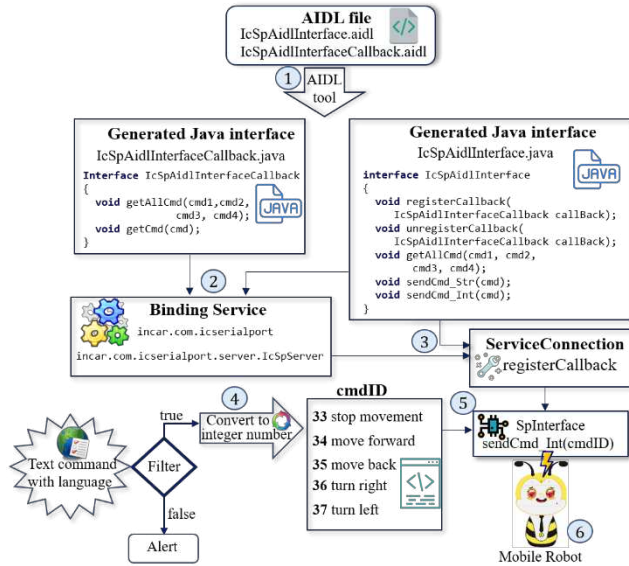 AIDL file
IcSpAidlInterface.aidl
IcSpAidlInterfaceCallback.aidl
1
AIDL
tool
Generated Java interface
IcSpAidlInterfaceCallback.java
Interface IcSpAidlInterfaceCallback
{
void getAllCmd(cmd1,cmd2,
cmd3, cmd4);
void getCmd(cmd);
}
JAVA
Generated Java interface
IcSpAidlInterface.java
interface IcSpAidlInterface
{
void registerCallback(
IcSpAidlInterfaceCallback callBack);
void unregisterCallback(
IcSpAidlInterfaceCallback callBack);
void getAllCmd(cmd1, cmd2,
cmd3, cmd4);
void sendCmd_Str(cmd);
void sendCmd_Int(cmd);
}
JAVA
2
Binding Service
incar.com.icserialport
incar.com.icserialport.server.IcSpServer
3
ServiceConnection
registerCallback
Text command
with language
Filter
true
false
Alert
4
Convert to
integer number
cmdID
33 stop movement
34 move forward
35 move back
36 turn right
37 turn left
5
SpInterface
sendCmd_Int(cmdID)
6
Mobile Robot